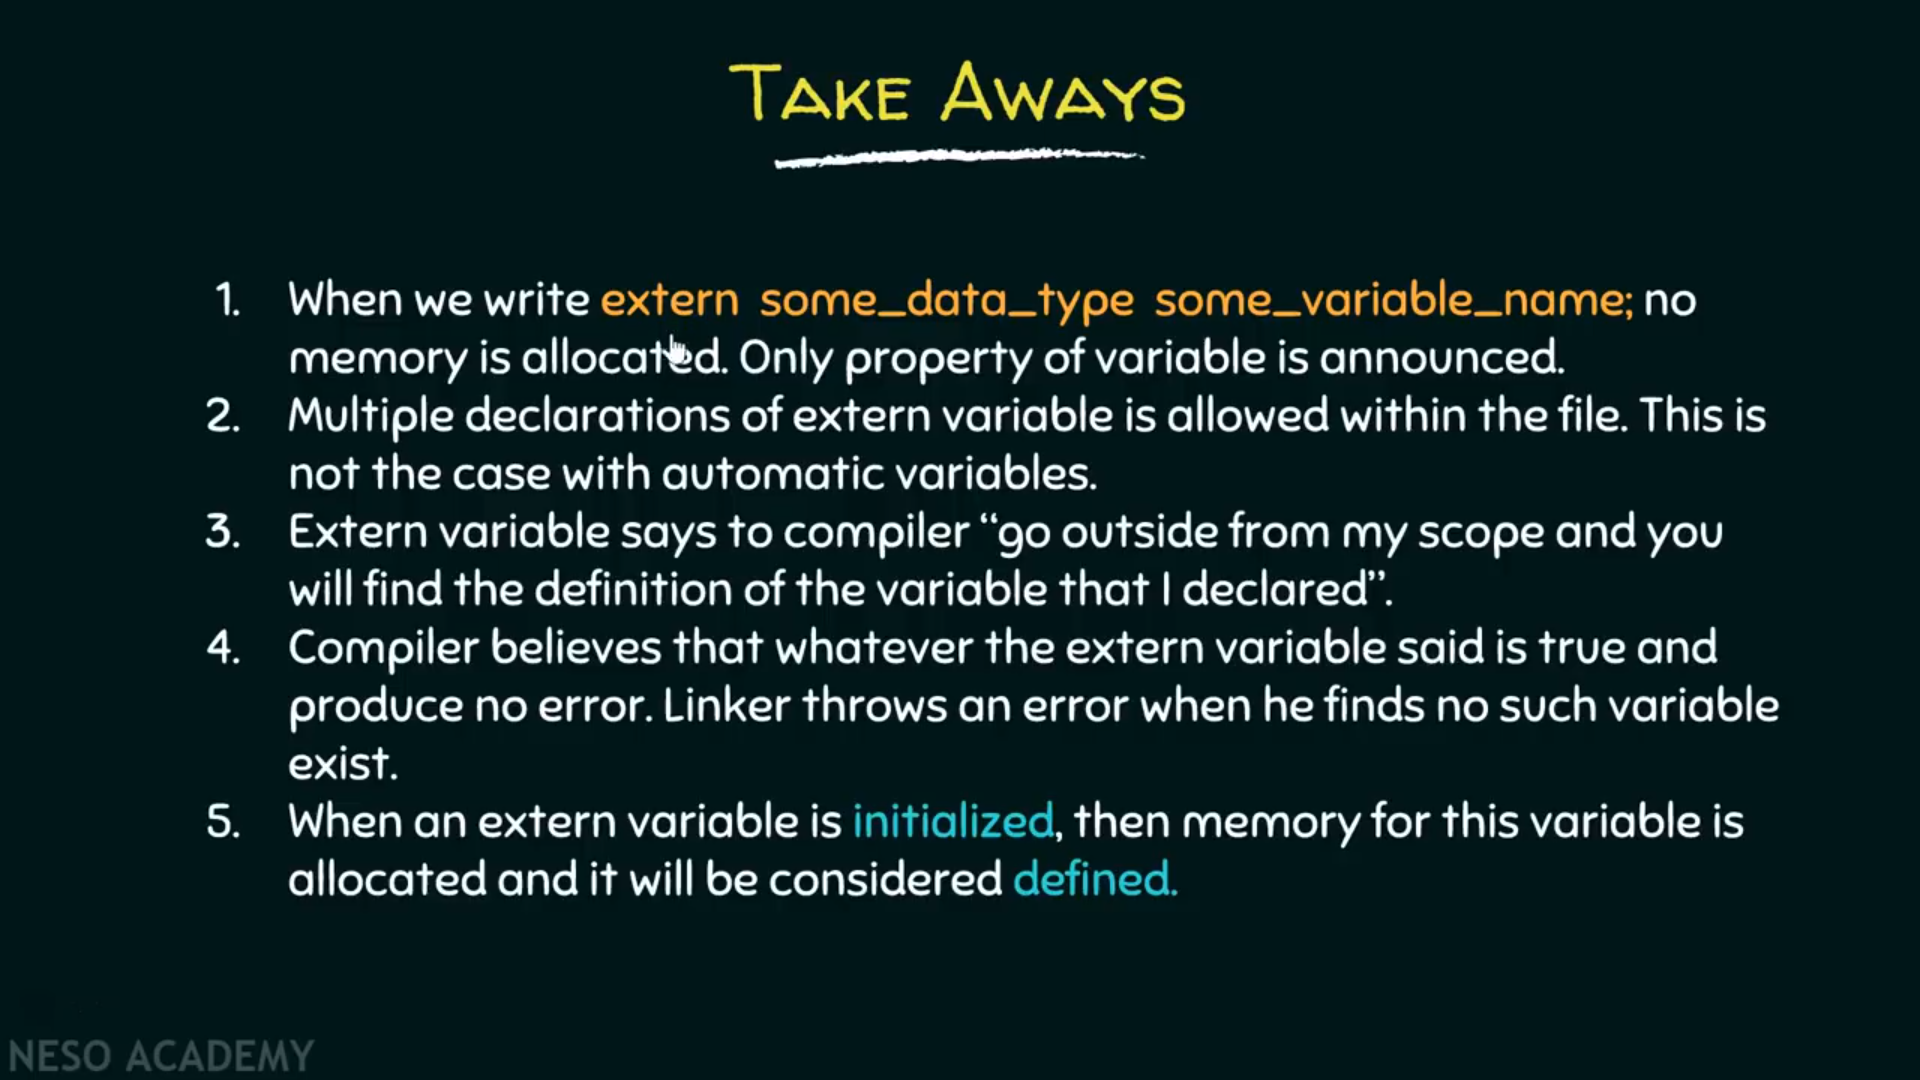 TAKE AWAYS
1. When we write extern some_data_type some_variable_name; no
memory is allocated. Only property of variable is announced.
2. Multiple declarations of extern variable is allowed within the file. This is
not the case with automatic variables.
3. Extern variable says to compiler “go outside from my scope and you
will find the definition of the variable that I declared”.
4. Compiler believes that whatever the extern variable said is true and
produce no error. Linker throws an error when he finds no such variable
exist.
5. When an extern variable is initialized, then memory for this variable is
allocated and it will be considered defined.
NESO ACADEMY